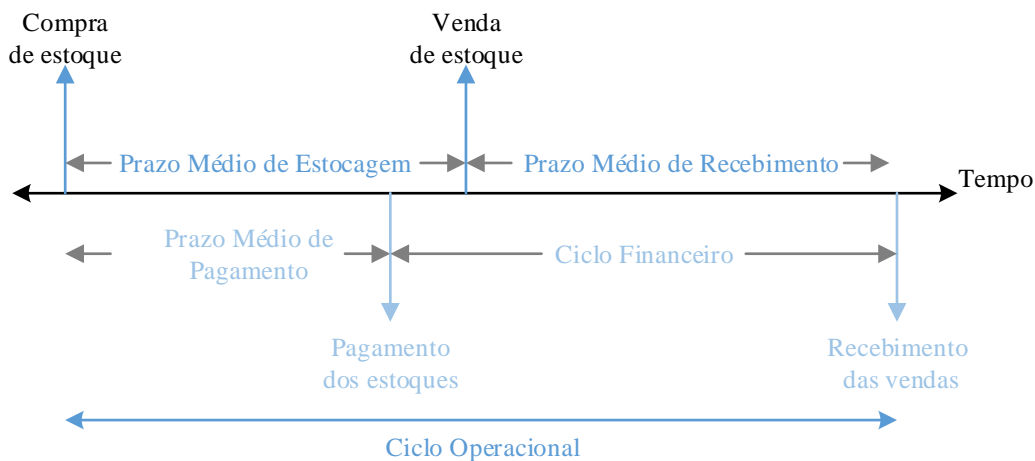 Compra
de estoque
Venda
de estoque
Prazo Médio de Estocagem
Prazo Médio de Recebimento
Tempo
Prazo Médio de
Pagamento
Ciclo Financeiro
Pagamento
dos estoques
Recebimento
das vendas
Ciclo Operacional